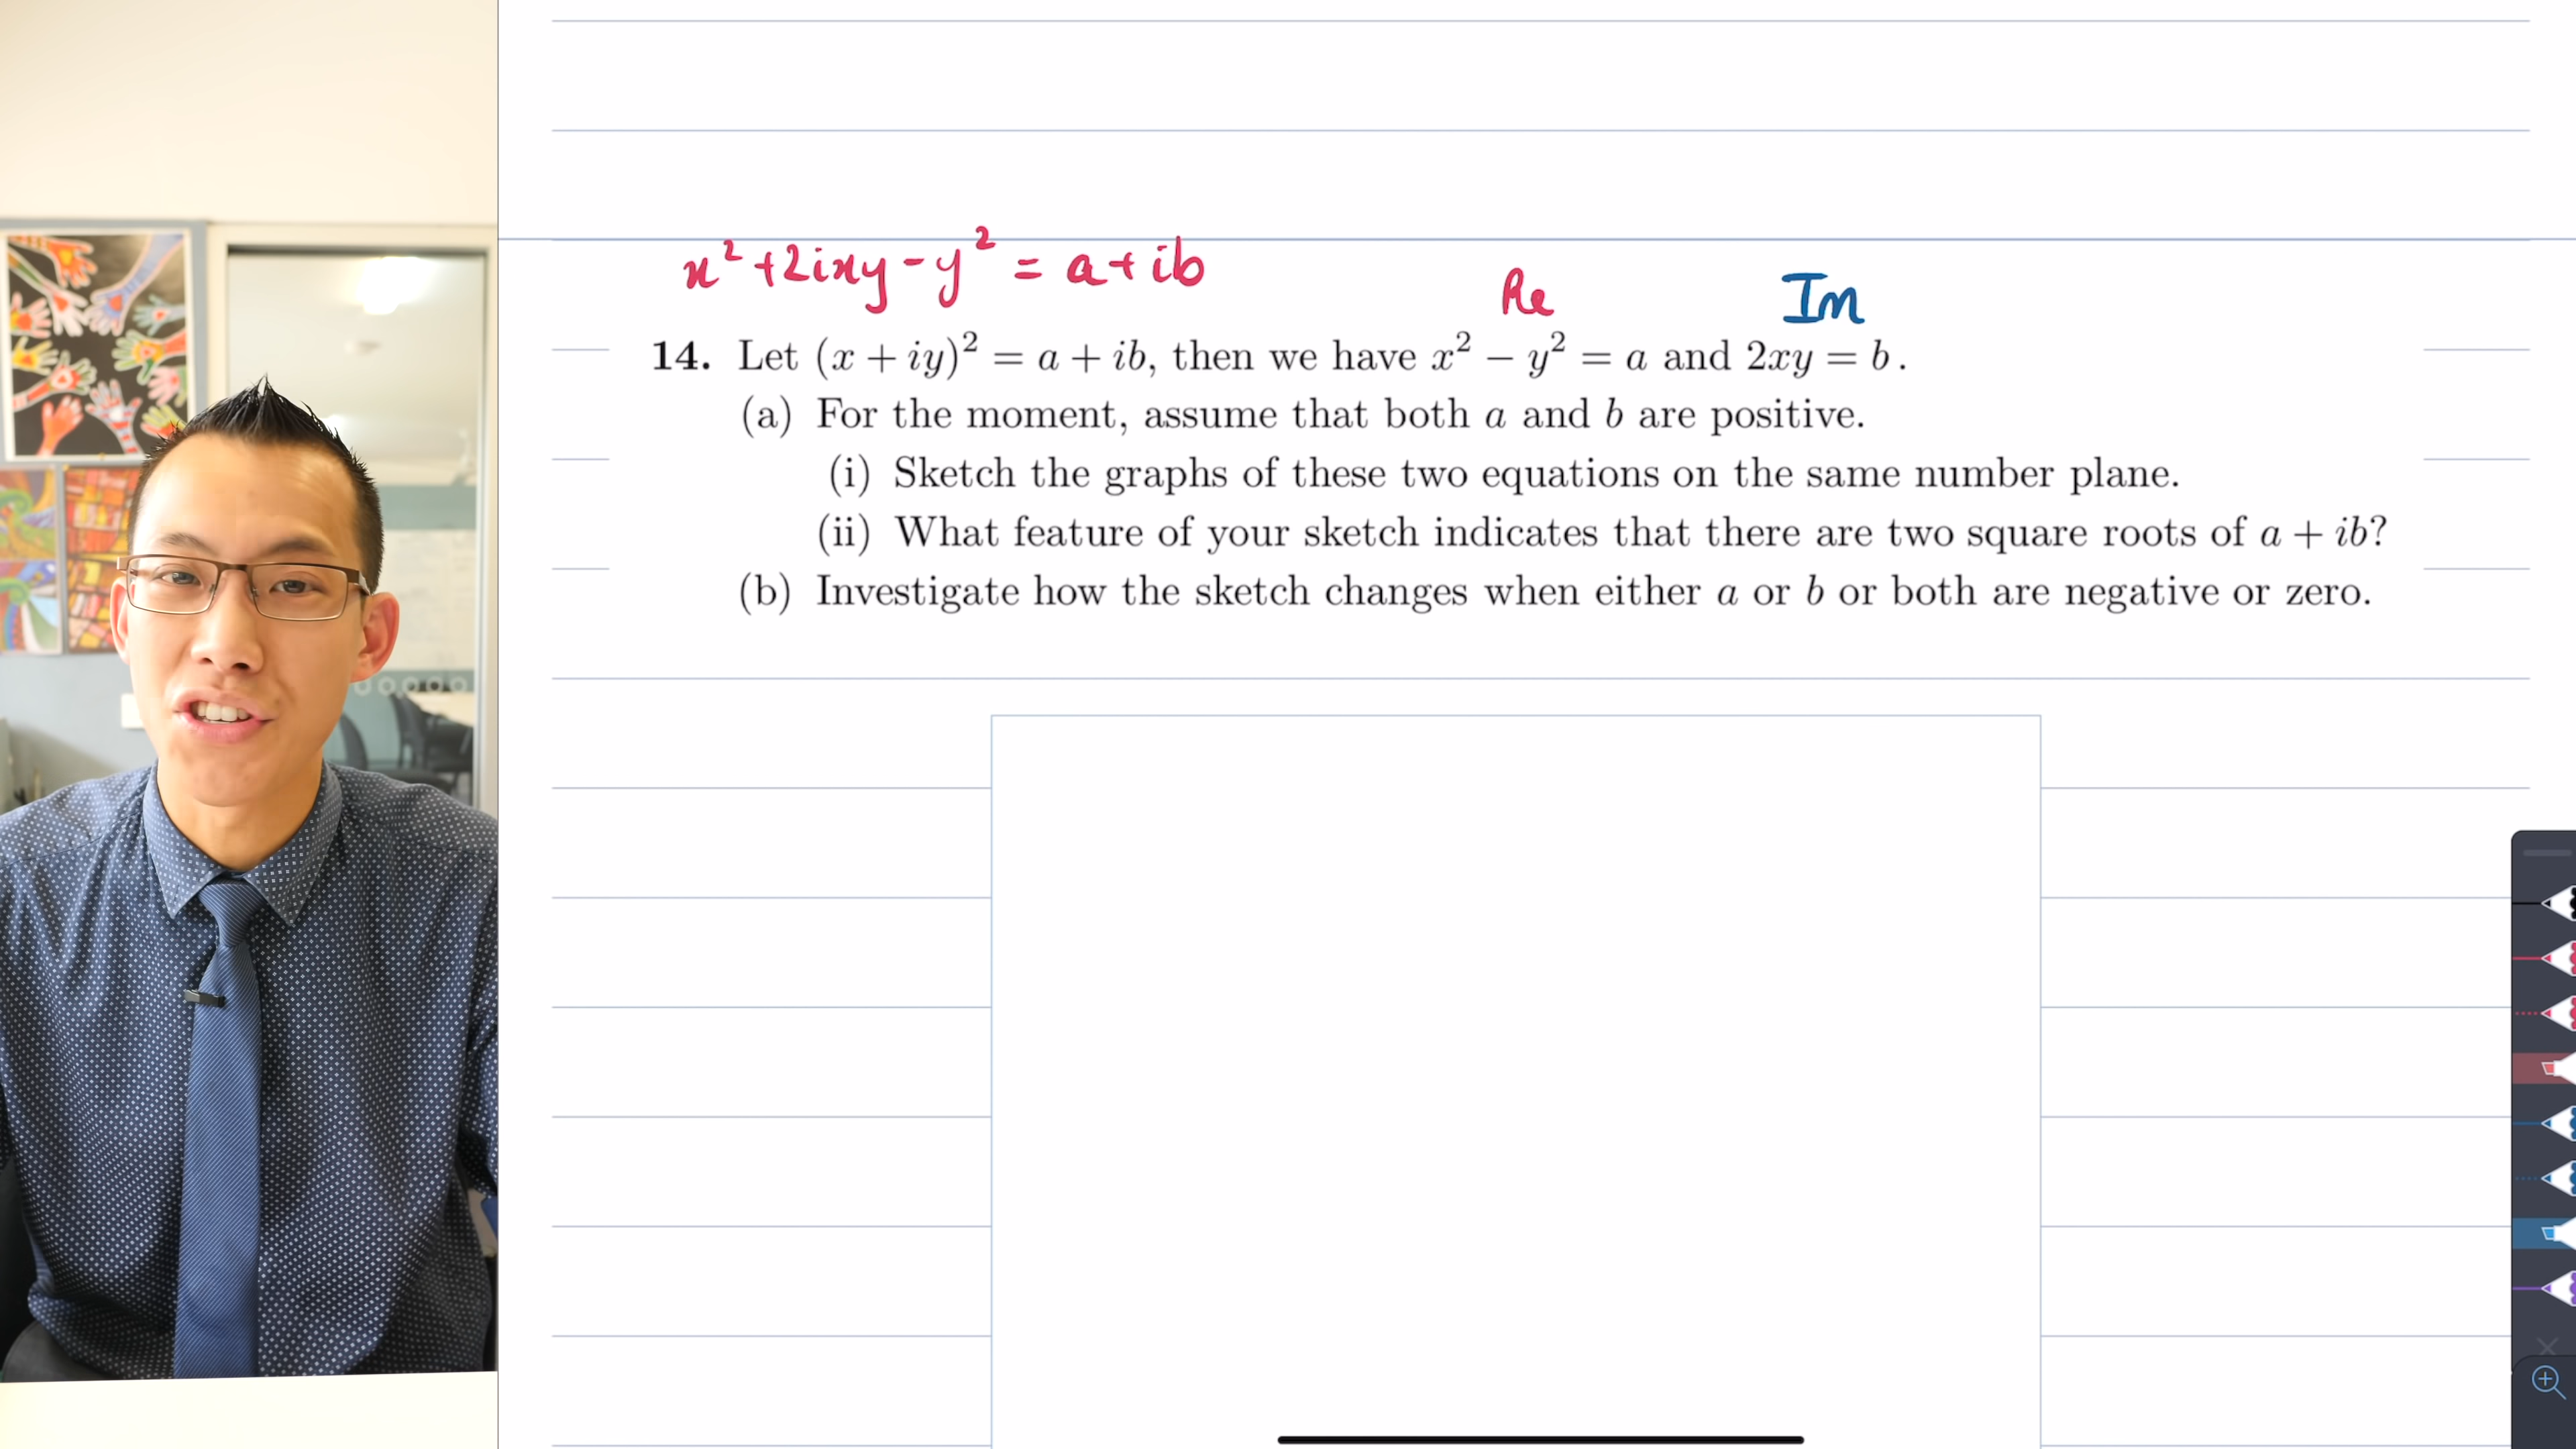 x²+2ixy-y² = a+ib
Re Im
14. Let (x + iy)² = a + ib, then we have x² − y² = a and 2xy = b.
(a) For the moment, assume that both a and b are positive.
(i) Sketch the graphs of these two equations on the same number plane.
(ii) What feature of your sketch indicates that there are two square roots of a + ib?
(b) Investigate how the sketch changes when either a or b or both are negative or zero.